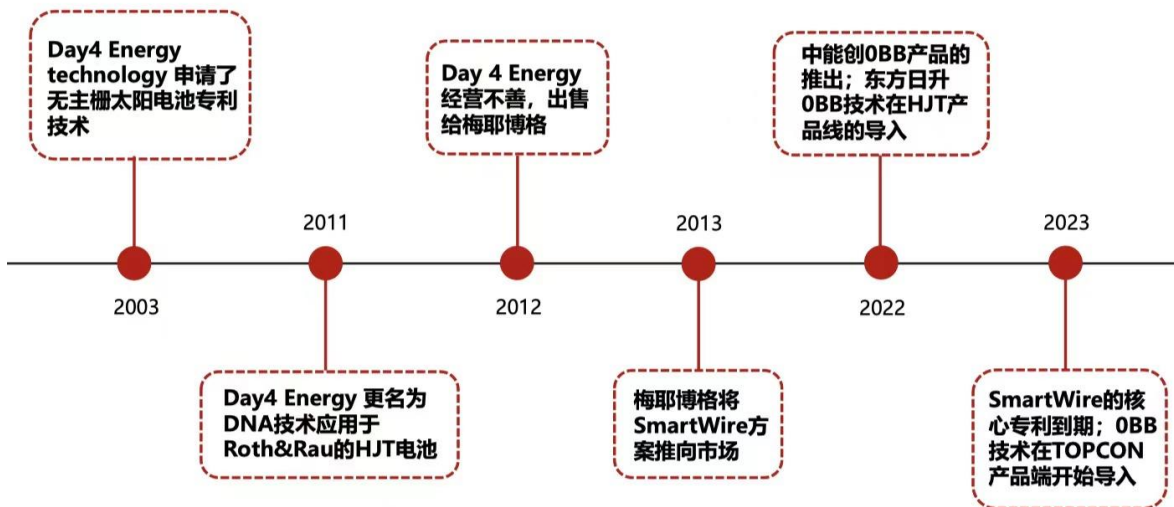 Day4 Energy
technology 申请了
无主栅太阳电池专利
技术
2003
2011
Day4 Energy 更名为
DNA技术应用于
Roth&Rau的HJT电池
Day 4 Energy
经营不善，出售
给梅耶博格
2012
2013
梅耶博格将
SmartWire方
案推向市场
中能创0BB产品的
推出；东方日升
0BB技术在HJT产
品线的导入
2022
2023
SmartWire的核
心专利到期；0BB
技术在TOPCON
产品端开始导入